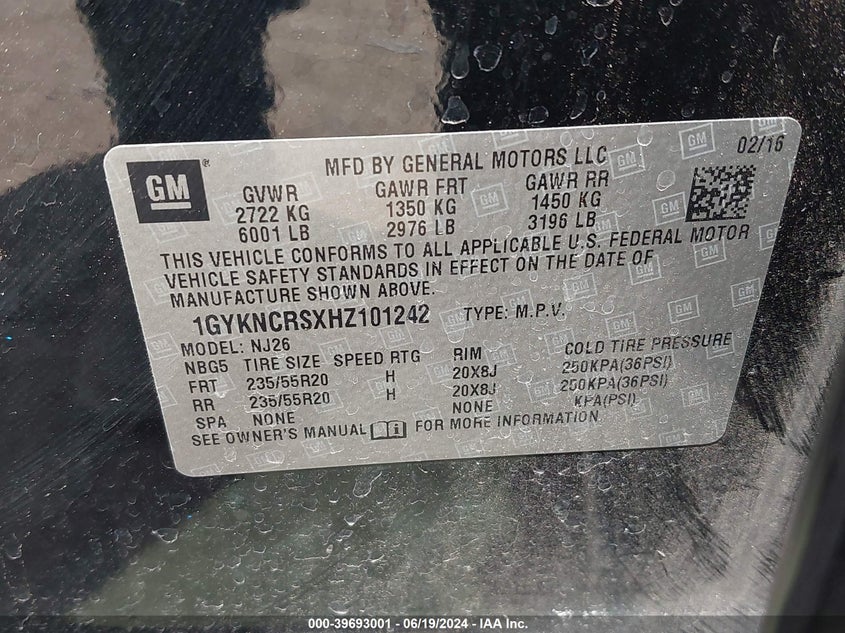 GM ®
MFD BY GENERAL MOTORS LLC
02/16
GVWR GAWR FRT GAWR RR
2722 KG 1350 KG 1450 KG
6001 LB 2976 LB 3196 LB
THIS VEHICLE CONFORMS TO ALL APPLICABLE U.S. FEDERAL MOTOR
VEHICLE SAFETY STANDARDS IN EFFECT ON THE DATE OF
MANUFACTURE SHOWN ABOVE.
1GYKNCRSXHZ101242 TYPE: M.P.V.
MODEL: NJ26
NBG5 TIRE SIZE SPEED RTG RIM COLD TIRE PRESSURE
FRT 235/55R20 H 20X8J 250KPA(36PSI)
RR 235/55R20 H 20X8J 250KPA(36PSI)
SPA NONE NONE KPA(PSI)
SEE OWNER'S MANUAL FOR MORE INFORMATION.
000-39693001 - 06/19/2024 - IAA Inc.